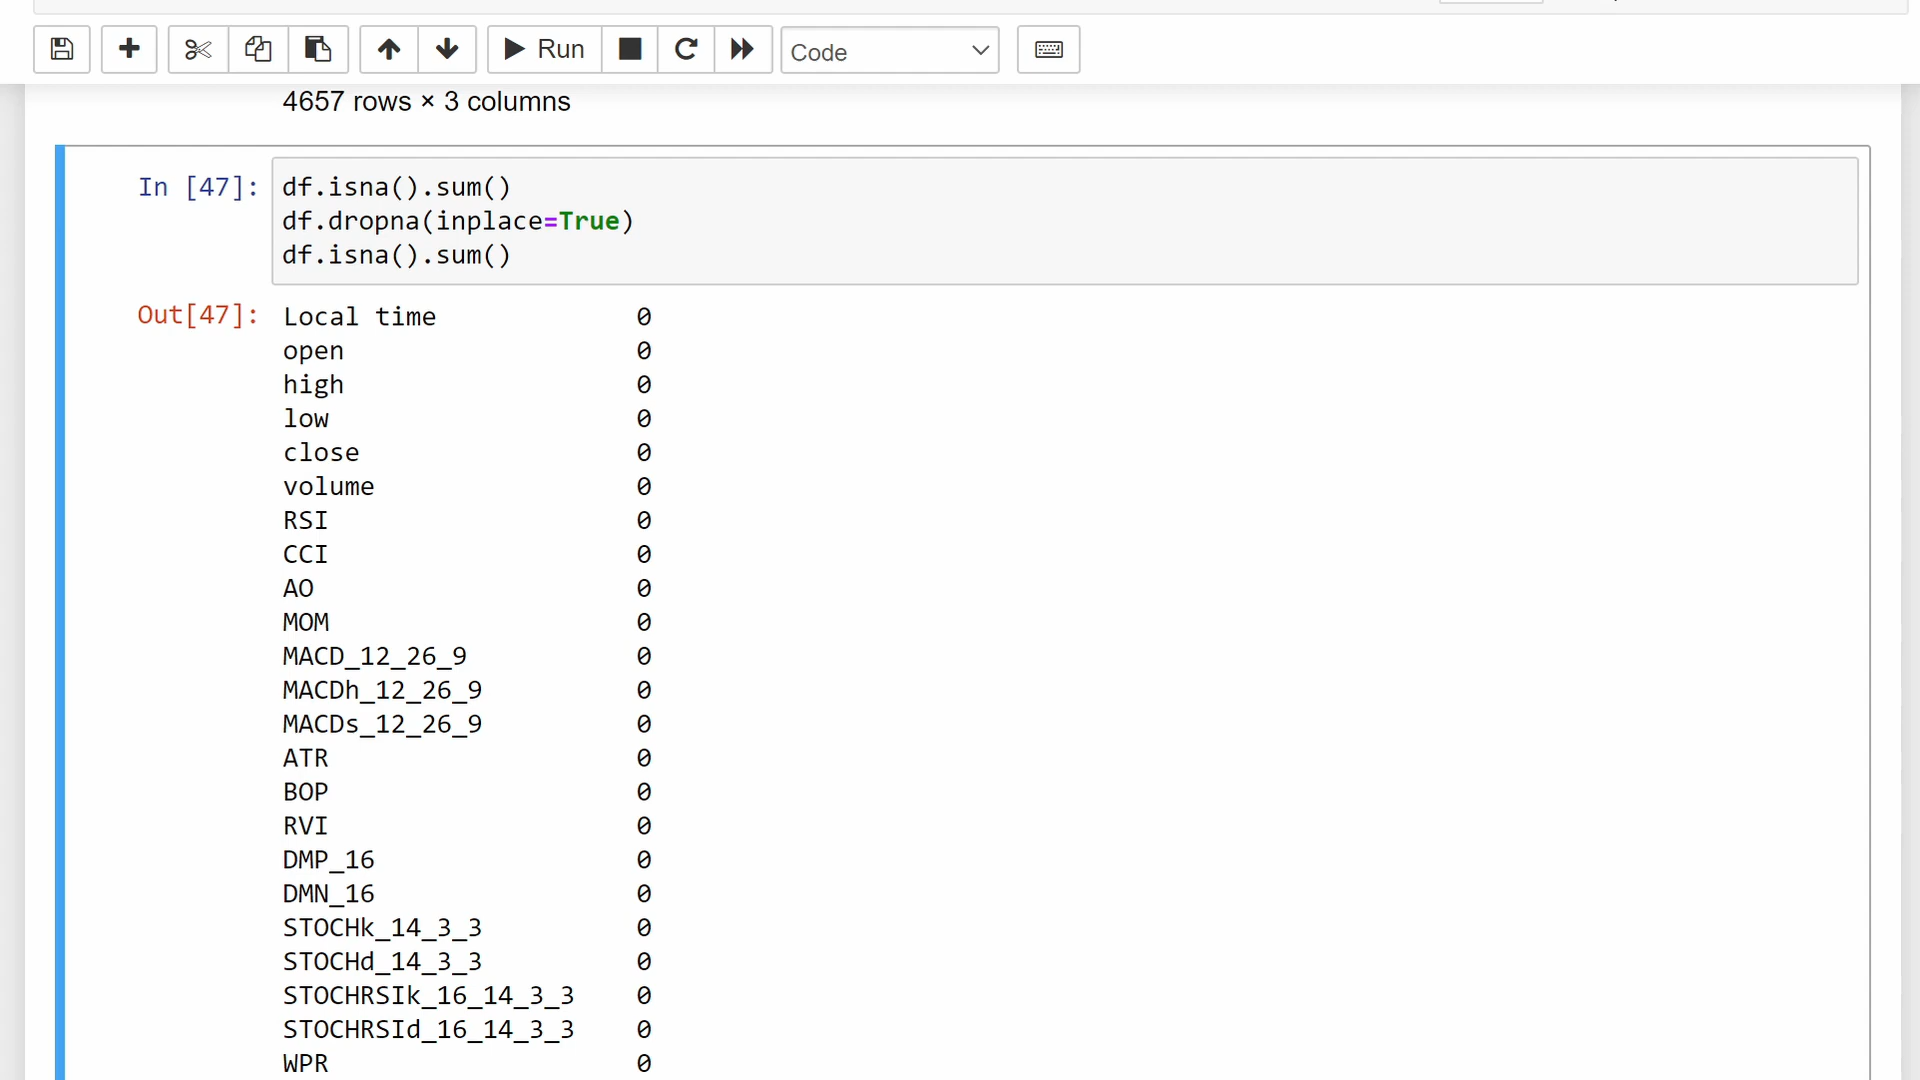 Run
Code
4657 rows × 3 columns
In [47]:
df.isna().sum()
df.dropna(inplace=True)
df.isna().sum()
Out[47]:
Local time 0
open 0
high 0
low 0
close 0
volume 0
RSI 0
CCI 0
AO 0
MOM 0
MACD_12_26_9 0
MACDh_12_26_9 0
MACDs_12_26_9 0
ATR 0
BOP 0
RVI 0
DMP_16 0
DMN_16 0
STOCHk_14_3_3 0
STOCHd_14_3_3 0
STOCHRSIk_16_14_3_3 0
STOCHRSId_16_14_3_3 0
WPR 0